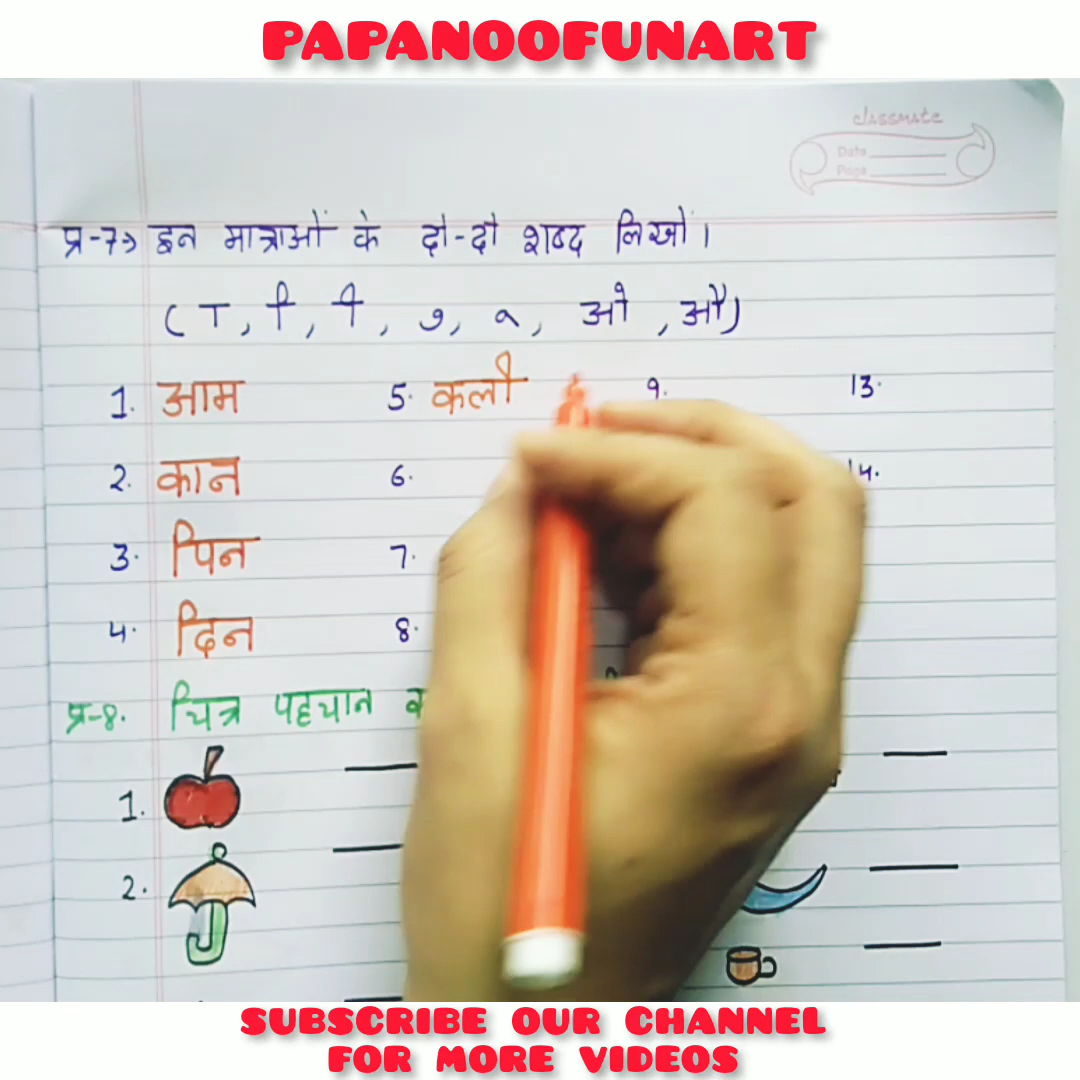 PAPANOOFUNART
classmate
Date
Page
प्र-7→ इन मात्राओं के दो-दो शब्द लिखो।
(ा, ि, ी, ु, ू, ओ, औ)
1. आम 5. कली 9. 13.
2. कान 6. 14.
3. पिन 7.
4. दिन 8.
प्र-8. चित्र पहचान
1.
2.
SUBSCRIBE OUR CHANNEL
FOR MORE VIDEOS